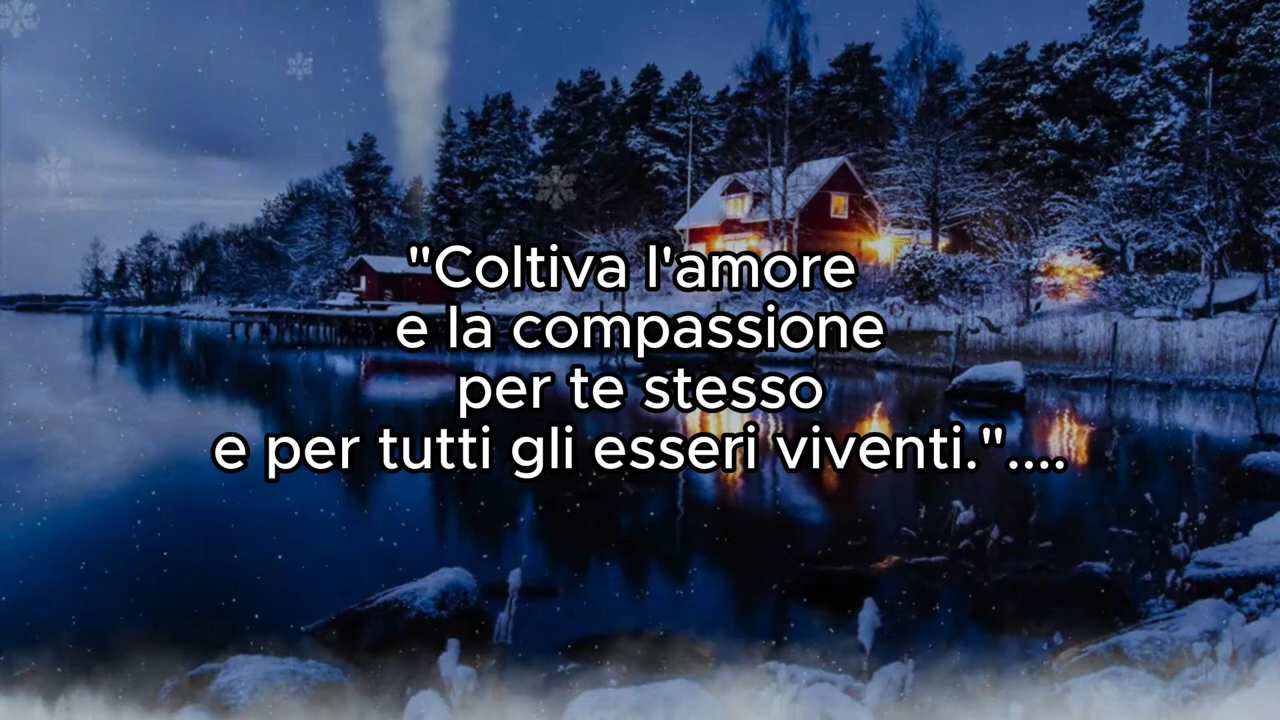 "Coltiva l'amore
e la compassione
per te stesso
e per tutti gli esseri viventi."....